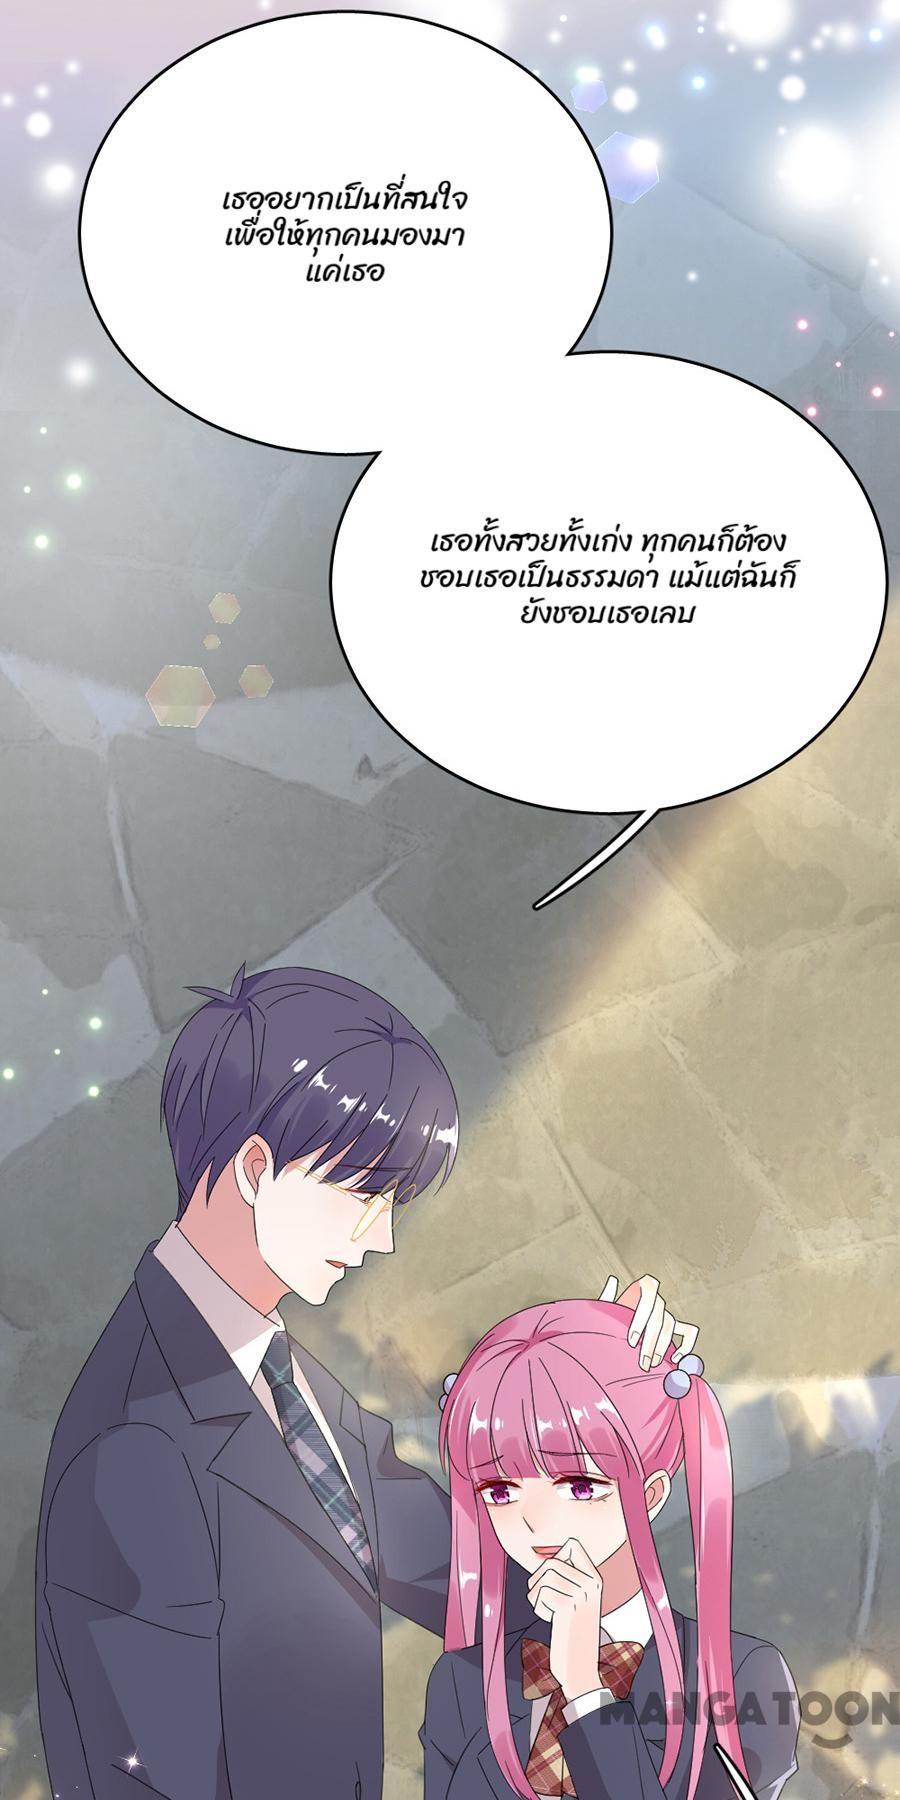 เธออยากเป็นที่สนใจ
เพื่อให้ทุกคนมองมา
แค่เธอ
เธอทั้งสวยทั้งเก่ง ทุกคนก็ต้อง
ชอบเธอเป็นธรรมดา แม้แต่ฉันก็
ยังชอบเธอเลบ
MANGATOON